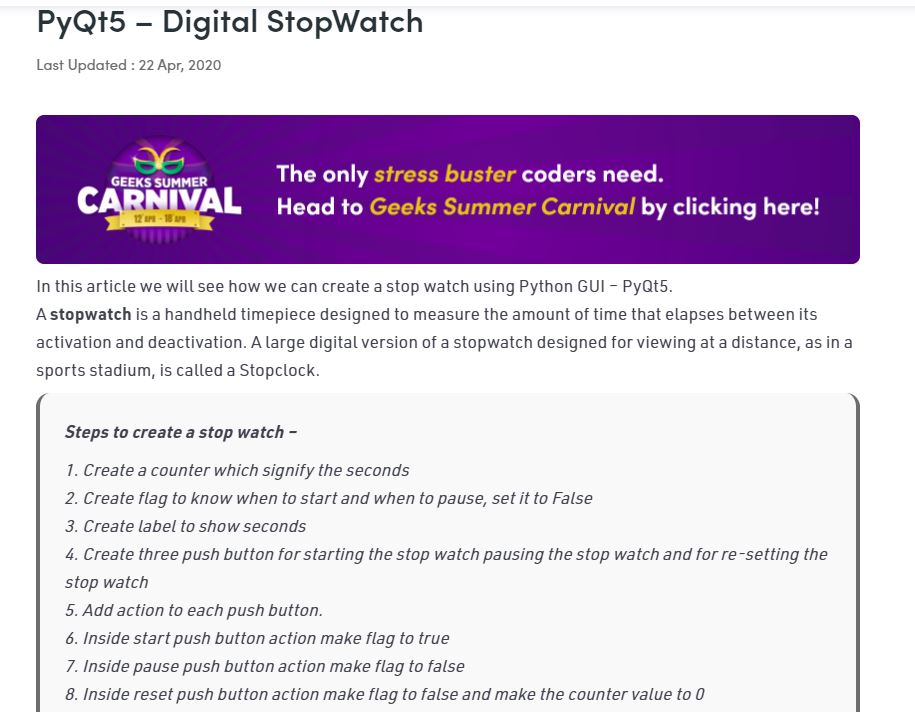 PyQt5 – Digital StopWatch
Last Updated : 22 Apr, 2020
GEEKS SUMMER
CARNIVAL
12 APR - 18 APR
The only stress buster coders need.
Head to Geeks Summer Carnival by clicking here!
In this article we will see how we can create a stop watch using Python GUI – PyQt5.
A stopwatch is a handheld timepiece designed to measure the amount of time that elapses between its
activation and deactivation. A large digital version of a stopwatch designed for viewing at a distance, as in a
sports stadium, is called a Stopclock.
Steps to create a stop watch –
1. Create a counter which signify the seconds
2. Create flag to know when to start and when to pause, set it to False
3. Create label to show seconds
4. Create three push button for starting the stop watch pausing the stop watch and for re-setting the
stop watch
5. Add action to each push button.
6. Inside start push button action make flag to true
7. Inside pause push button action make flag to false
8. Inside reset push button action make flag to false and make the counter value to 0